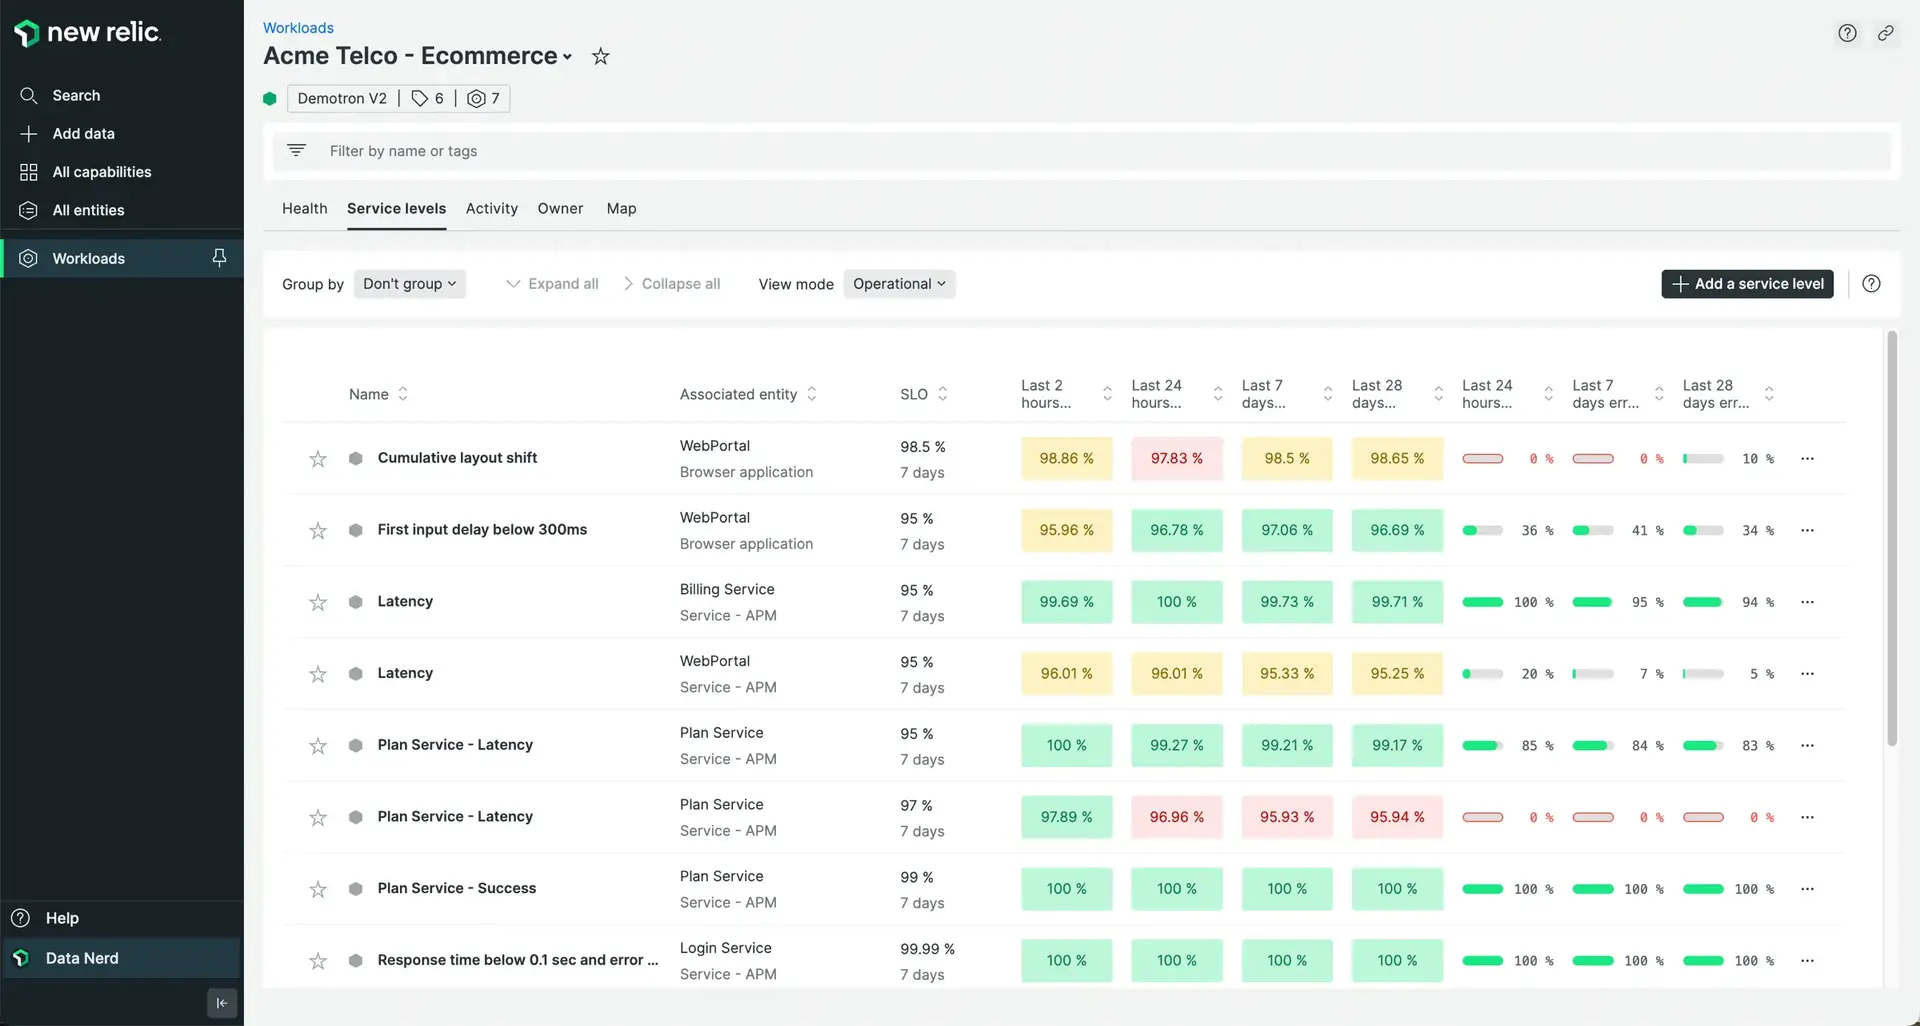 new relic.
Search
Add data
All capabilities
All entities
Workloads
Help
Data Nerd
Workloads
Acme Telco - Ecommerce
Demotron V2 | 6 | 7
Filter by name or tags
Health Service levels Activity Owner Map
Group by Don't group Expand all Collapse all View mode Operational Add a service level
Name Associated entity SLO Last 2 hours... Last 24 hours... Last 7 days... Last 28 days... Last 24 hours... Last 7 days err... Last 28 days err...
Cumulative layout shift WebPortal 98.5 % 98.86 % 97.83 % 98.5 % 98.65 % 0 % 0 % 10 %
Browser application 7 days
First input delay below 300ms WebPortal 95 % 95.96 % 96.78 % 97.06 % 96.69 % 36 % 41 % 34 %
Browser application 7 days
Latency Billing Service 95 % 99.69 % 100 % 99.73 % 99.71 % 100 % 95 % 94 %
Service - APM 7 days
Latency WebPortal 95 % 96.01 % 96.01 % 95.33 % 95.25 % 20 % 7 % 5 %
Service - APM 7 days
Plan Service - Latency Plan Service 95 % 100 % 99.27 % 99.21 % 99.17 % 85 % 84 % 83 %
Service - APM 7 days
Plan Service - Latency Plan Service 97 % 97.89 % 96.96 % 95.93 % 95.94 % 0 % 0 % 0 %
Service - APM 7 days
Plan Service - Success Plan Service 99 % 100 % 100 % 100 % 100 % 100 % 100 % 100 %
Service - APM 7 days
Response time below 0.1 sec and error ... Login Service 99.99 % 100 % 100 % 100 % 100 % 100 % 100 % 100 %
Service - APM 7 days